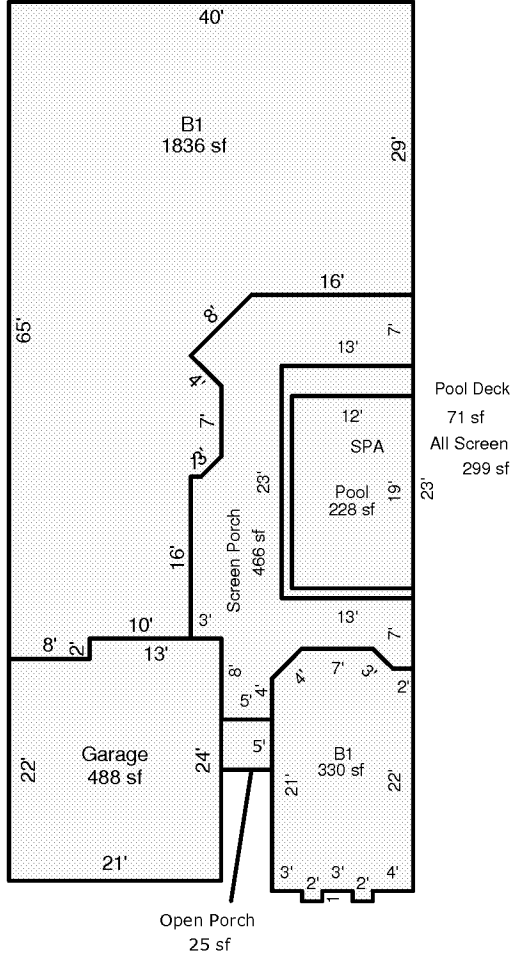 40'
B1
1836 sf
29'
16'
8'
65'
7'
13'
4'
Pool Deck
12'
7'
71 sf
SPA
All Screen
3'
299 sf
23'
19'
23'
Pool
228 sf
Screen Porch
466 sf
16'
3'
13'
7'
10'
8'
2'
13'
8'
4'
7'
3'
4'
2'
5'
5'
Garage
488 sf
22'
24'
B1
330 sf
21'
22'
21'
3'
2'
3'
2'
4'
1
Open Porch
25 sf